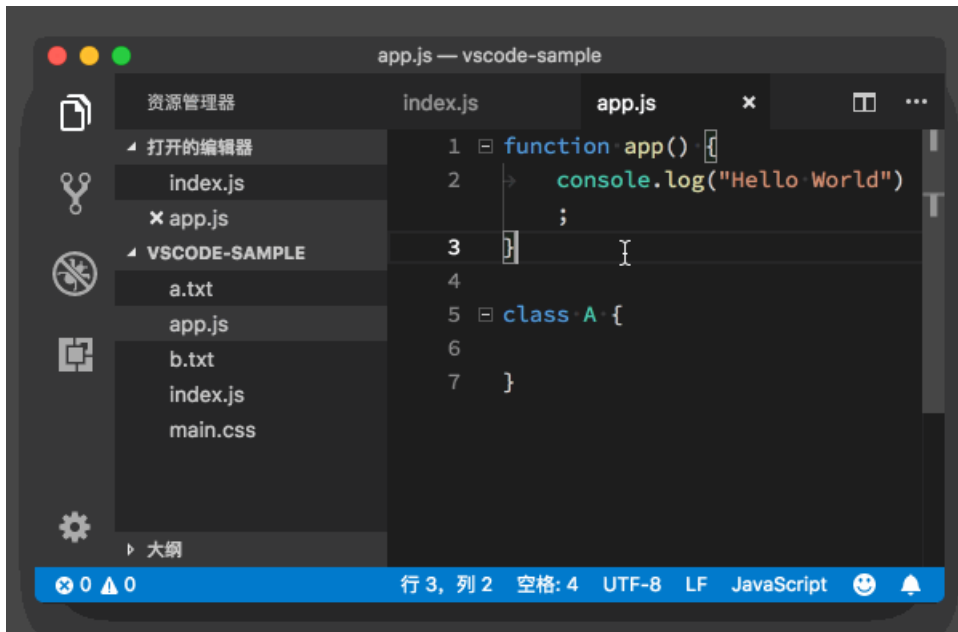 app.js — vscode-sample
资源管理器
打开的编辑器
index.js
app.js
VSCODE-SAMPLE
a.txt
app.js
b.txt
index.js
main.css
大纲
index.js app.js
1 function app() {
2 console.log("Hello World")
;
3 }
4
5 class A {
6
7 }
0 0 行 3，列 2 空格: 4 UTF-8 LF JavaScript